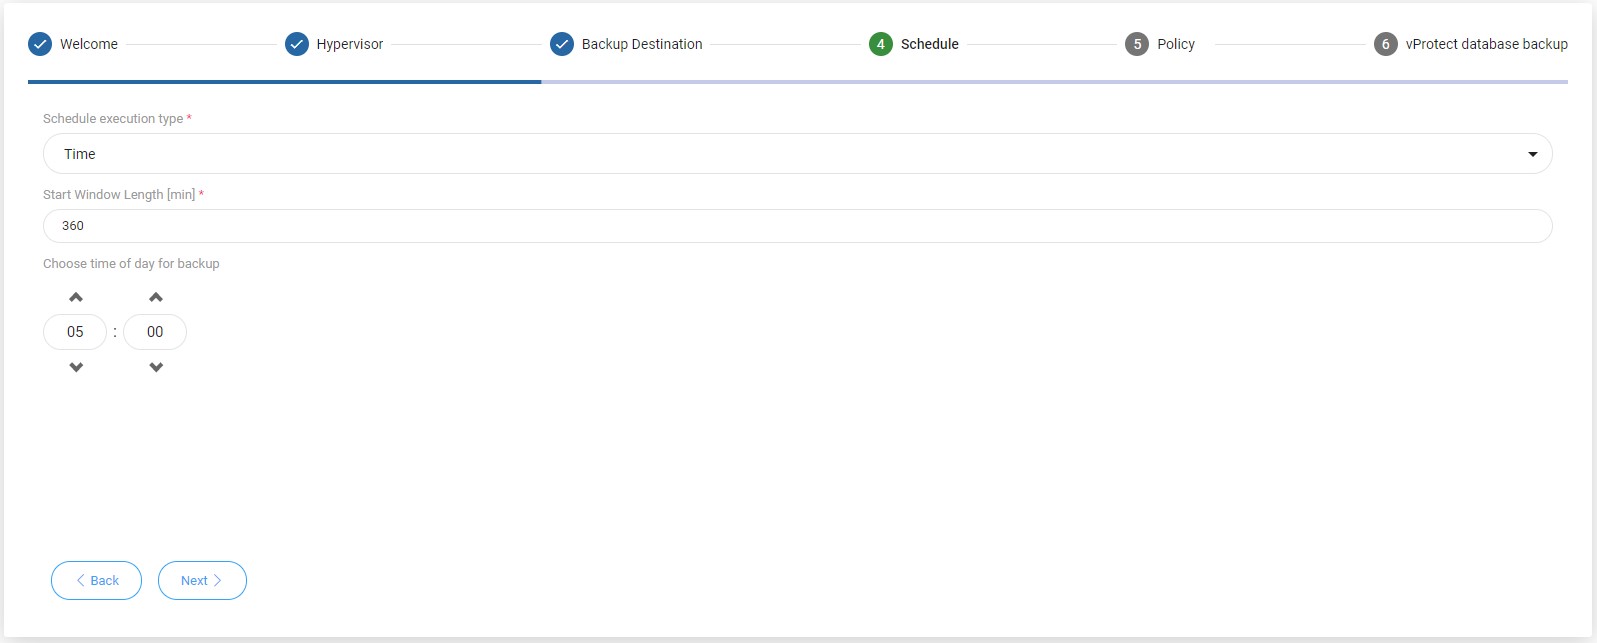 Welcome Hypervisor Backup Destination 4 Schedule 5 Policy 6 vProtect database backup
Schedule execution type *
Time
Start Window Length [min] *
360
Choose time of day for backup
05 : 00
Back Next